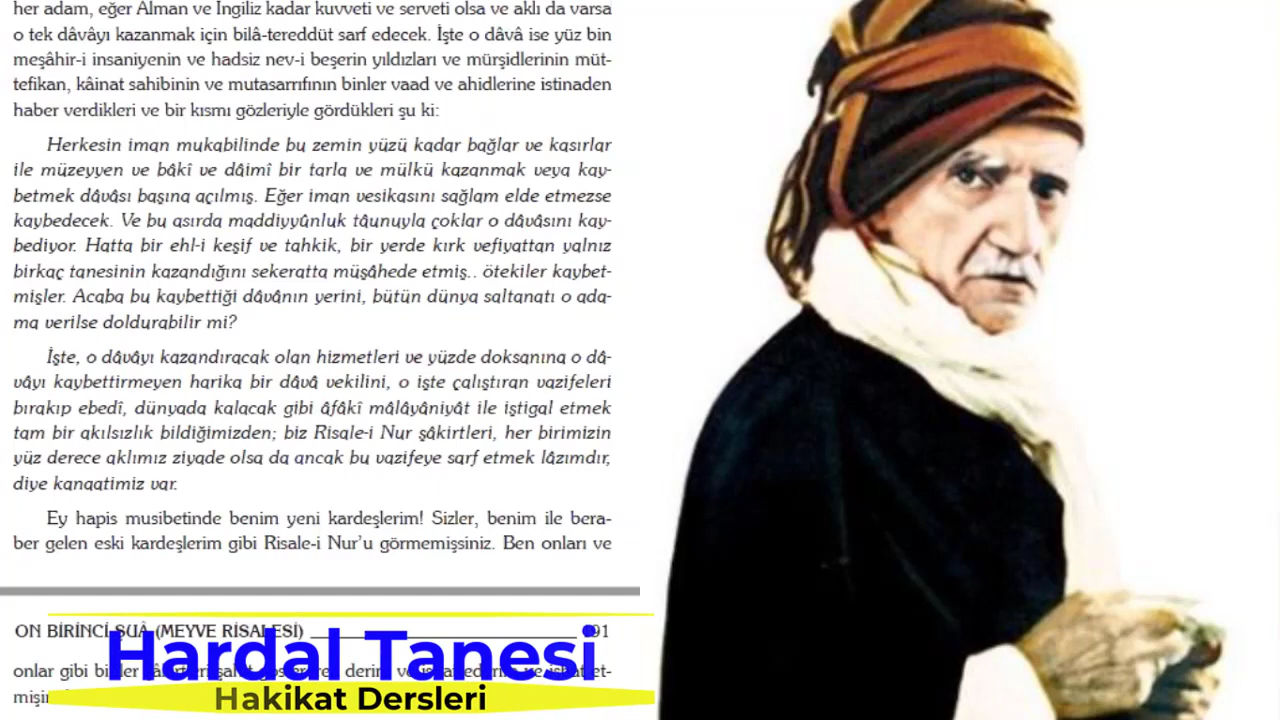 her adam, eğer Alman ve İngiliz kadar kuvveti ve serveti olsa ve aklı da varsa
o tek dâvâyı kazanmak için bilâ-tereddüt sarf edecek. İşte o dâvâ ise yüz bin
meşâhir-i insaniyenin ve hadsiz nev-i beşerin yıldızları ve mürşidlerinin müt-
tefikan, kâinat sahibinin ve mutasarrıfının binler vaad ve ahidlerine istinaden
haber verdikleri ve bir kısmı gözleriyle gördükleri şu ki:
Herkesin iman mukabilinde bu zemin yüzü kadar bağlar ve kasırlar
ile müzeyyen ve bâkî ve dâimî bir tarla ve mülkü kazanmak veya kay-
betmek dâvâsı başına açılmış. Eğer iman vesikasını sağlam elde etmezse
kaybedecek. Ve bu asırda maddiyyûnluk tâunuyla çoklar o dâvâsını kay-
bediyor. Hatta bir ehl-i keşif ve tahkik, bir yerde kırk vefiyattan yalnız
birkaç tanesinin kazandığını sekeratta müşâhede etmiş.. ötekiler kaybet-
mişler. Acaba bu kaybettiği dâvânın yerini, bütün dünya saltanatı o ada-
ma verilse doldurabilir mi?
İşte, o dâvâyı kazandıracak olan hizmetleri ve yüzde doksanına o dâ-
vâyı kaybettirmeyen harika bir dâvâ vekilini, o işte çalıştıran vazifeleri
bırakıp ebedî, dünyada kalacak gibi âfâkî mâlâyâniyât ile iştigal etmek
tam bir akılsızlık bildiğimizden; biz Risale-i Nur şâkirtleri, her birimizin
yüz derece aklımız ziyade olsa da ancak bu vazifeye sarf etmek lâzımdır,
diye kanaatimiz var.
Ey hapis musibetinde benim yeni kardeşlerim! Sizler, benim ile bera-
ber gelen eski kardeşlerim gibi Risale-i Nur'u görmemişsiniz. Ben onları ve
ON BİRİNCİ ŞUÂ (MEYVE RİSALESİ) 91
onlar gibi
Hardal Tanesi
Hakikat Dersleri